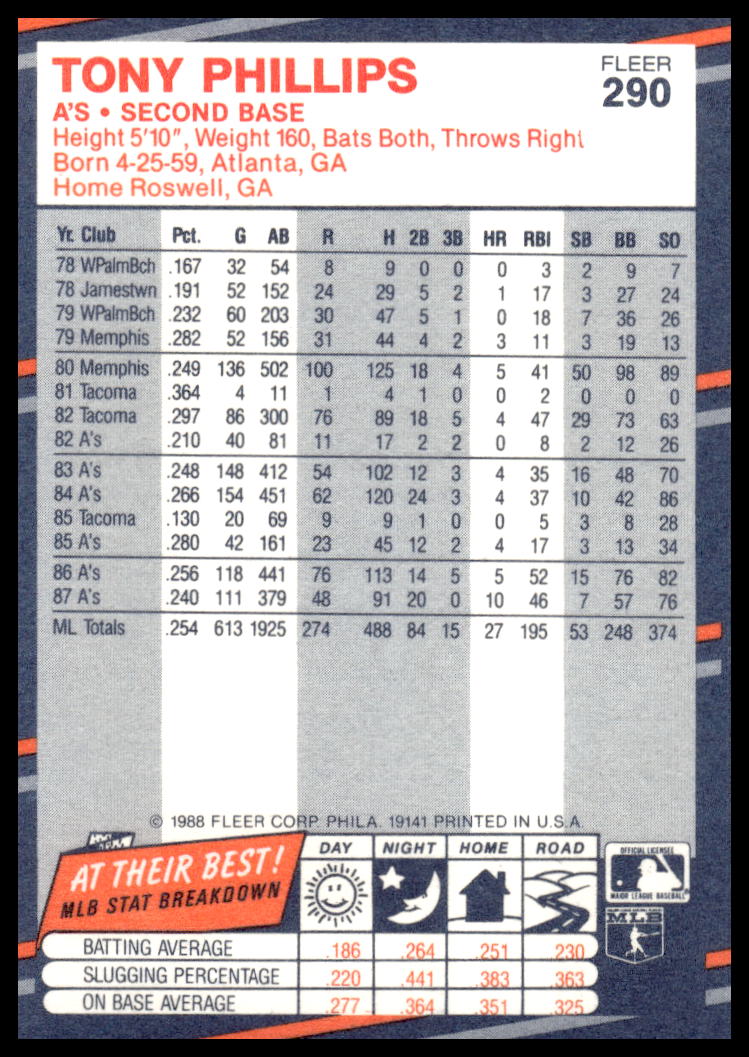 TONY PHILLIPS
FLEER
290
A'S • SECOND BASE
Height 5'10", Weight 160, Bats Both, Throws Right
Born 4-25-59, Atlanta, GA
Home Roswell, GA
Yr. Club Pct. G AB R H 2B 3B HR RBI SB BB SO
78 WPalmBch .167 32 54 8 9 0 0 0 3 2 9 7
78 Jamestwn .191 52 152 24 29 5 2 1 17 3 27 24
79 WPalmBch .232 60 203 30 47 5 1 0 18 7 36 26
79 Memphis .282 52 156 31 44 4 2 3 11 3 19 13
80 Memphis .249 136 502 100 125 18 4 5 41 50 98 89
81 Tacoma .364 4 11 1 4 1 0 0 2 0 0 0
82 Tacoma .297 86 300 76 89 18 5 4 47 29 73 63
82 A's .210 40 81 11 17 2 2 0 8 2 12 26
83 A's .248 148 412 54 102 12 3 4 35 16 48 70
84 A's .266 154 451 62 120 24 3 4 37 10 42 86
85 Tacoma .130 20 69 9 9 1 0 0 5 3 8 28
85 A's .280 42 161 23 45 12 2 4 17 3 13 34
86 A's .256 118 441 76 113 14 5 5 52 15 76 82
87 A's .240 111 379 48 91 20 0 10 46 7 57 76
ML Totals .254 613 1925 274 488 84 15 27 195 53 248 374
© 1988 FLEER CORP. PHILA. 19141 PRINTED IN U.S.A.
AT THEIR BEST!
MLB STAT BREAKDOWN
DAY NIGHT HOME ROAD
BATTING AVERAGE .186 .264 .251 .230
SLUGGING PERCENTAGE .220 .441 .383 .363
ON BASE AVERAGE .277 .364 .351 .325
OFFICIAL LICENSEE
MAJOR LEAGUE BASEBALL
MLB